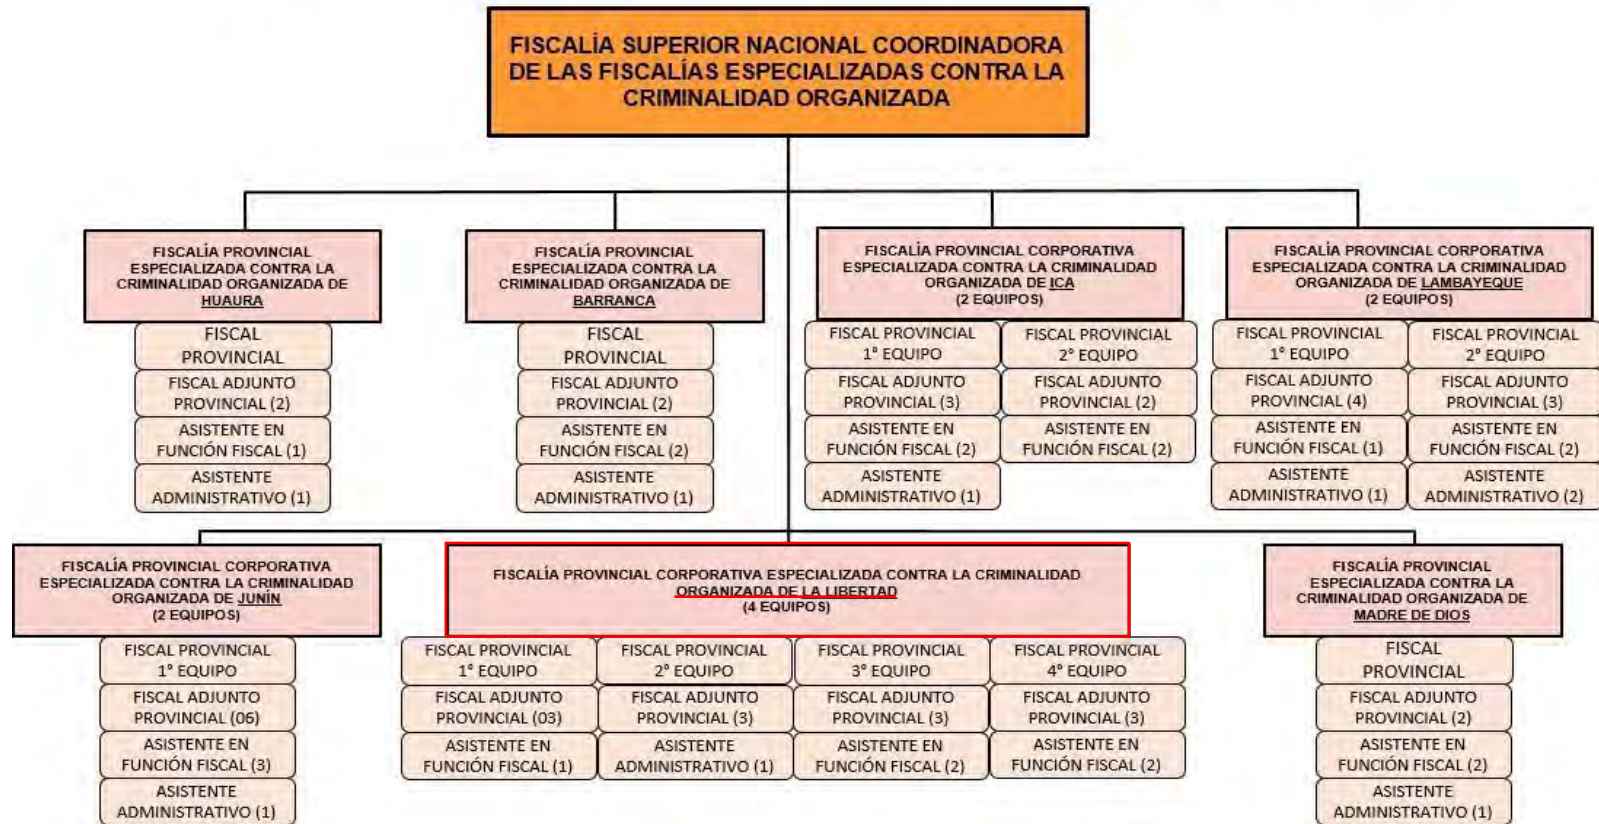 FISCALÍA SUPERIOR NACIONAL COORDINADORA
DE LAS FISCALÍAS ESPECIALIZADAS CONTRA LA
CRIMINALIDAD ORGANIZADA
FISCALÍA PROVINCIAL
ESPECIALIZADA CONTRA LA
CRIMINALIDAD ORGANIZADA DE
HUAURA
FISCAL
PROVINCIAL
FISCAL ADJUNTO
PROVINCIAL (2)
ASISTENTE EN
FUNCIÓN FISCAL (1)
ASISTENTE
ADMINISTRATIVO (1)
FISCALÍA PROVINCIAL
ESPECIALIZADA CONTRA LA
CRIMINALIDAD ORGANIZADA DE
BARRANCA
FISCAL
PROVINCIAL
FISCAL ADJUNTO
PROVINCIAL (2)
ASISTENTE EN
FUNCIÓN FISCAL (2)
ASISTENTE
ADMINISTRATIVO (1)
FISCALÍA PROVINCIAL CORPORATIVA
ESPECIALIZADA CONTRA LA CRIMINALIDAD
ORGANIZADA DE ICA
(2 EQUIPOS)
FISCAL PROVINCIAL
1° EQUIPO
FISCAL ADJUNTO
PROVINCIAL (3)
ASISTENTE EN
FUNCIÓN FISCAL (2)
ASISTENTE
ADMINISTRATIVO (1)
FISCAL PROVINCIAL
2° EQUIPO
FISCAL ADJUNTO
PROVINCIAL (2)
ASISTENTE EN
FUNCIÓN FISCAL (2)
FISCALÍA PROVINCIAL CORPORATIVA
ESPECIALIZADA CONTRA LA CRIMINALIDAD
ORGANIZADA DE LAMBAYEQUE
(2 EQUIPOS)
FISCAL PROVINCIAL
1° EQUIPO
FISCAL ADJUNTO
PROVINCIAL (4)
ASISTENTE EN
FUNCIÓN FISCAL (1)
ASISTENTE
ADMINISTRATIVO (1)
FISCAL PROVINCIAL
2° EQUIPO
FISCAL ADJUNTO
PROVINCIAL (3)
ASISTENTE EN
FUNCIÓN FISCAL (2)
ASISTENTE
ADMINISTRATIVO (2)
FISCALÍA PROVINCIAL CORPORATIVA
ESPECIALIZADA CONTRA LA CRIMINALIDAD
ORGANIZADA DE JUNÍN
(2 EQUIPOS)
FISCAL PROVINCIAL
1° EQUIPO
FISCAL ADJUNTO
PROVINCIAL (06)
ASISTENTE EN
FUNCIÓN FISCAL (3)
ASISTENTE
ADMINISTRATIVO (1)
FISCALÍA PROVINCIAL CORPORATIVA ESPECIALIZADA CONTRA LA CRIMINALIDAD
ORGANIZADA DE LA LIBERTAD
(4 EQUIPOS)
FISCAL PROVINCIAL
1° EQUIPO
FISCAL ADJUNTO
PROVINCIAL (03)
ASISTENTE EN
FUNCIÓN FISCAL (1)
FISCAL PROVINCIAL
2° EQUIPO
FISCAL ADJUNTO
PROVINCIAL (3)
ASISTENTE
ADMINISTRATIVO (1)
FISCAL PROVINCIAL
3° EQUIPO
FISCAL ADJUNTO
PROVINCIAL (3)
ASISTENTE EN
FUNCIÓN FISCAL (2)
FISCAL PROVINCIAL
4° EQUIPO
FISCAL ADJUNTO
PROVINCIAL (3)
ASISTENTE EN
FUNCIÓN FISCAL (2)
FISCALÍA PROVINCIAL
ESPECIALIZADA CONTRA LA
CRIMINALIDAD ORGANIZADA DE
MADRE DE DIOS
FISCAL
PROVINCIAL
FISCAL ADJUNTO
PROVINCIAL (2)
ASISTENTE EN
FUNCIÓN FISCAL (2)
ASISTENTE
ADMINISTRATIVO (1)